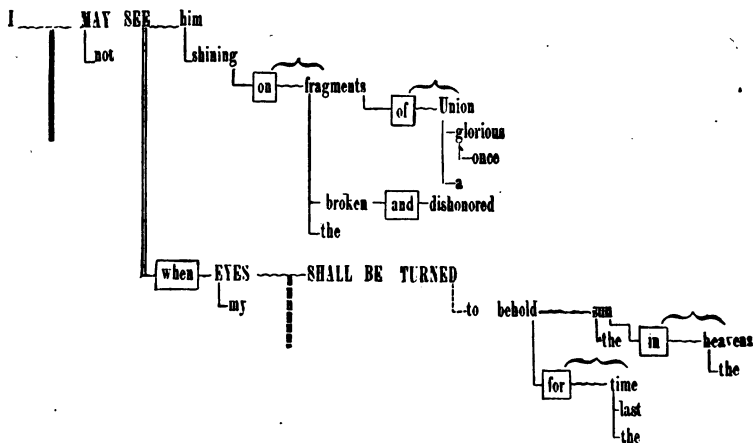 I MAY SEE him
not
shining
on fragments
of Union
glorious
once
a
broken and dishonored
the
when EYES SHALL BE TURNED
my
to behold sun
the in heavens
the
for time
last
the